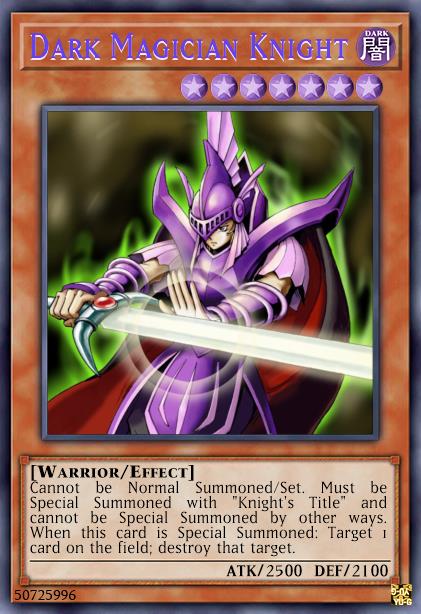 Dark Magician Knight
DARK
闇
[Warrior/Effect]
Cannot be Normal Summoned/Set. Must be
Special Summoned with "Knight's Title" and
cannot be Special Summoned by other ways.
When this card is Special Summoned: Target 1
card on the field; destroy that target.
ATK/2500 DEF/2100
50725996